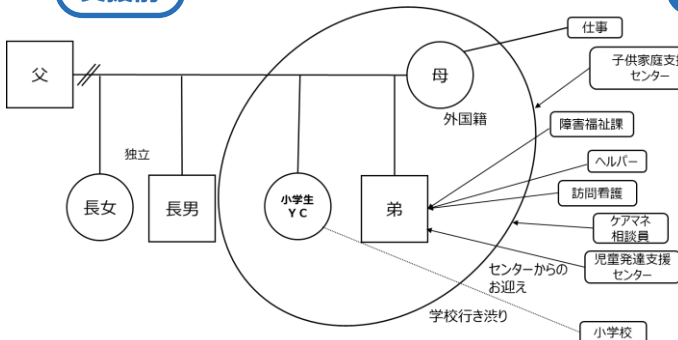 仕事
父
母
子供家庭支
センター
外国籍
障害福祉課
独立
ヘルパー
訪問看護
長女
長男
小学生
ＹＣ
弟
ケアマネ
相談員
児童発達支援
センター
センターからの
お迎え
学校行き渋り
小学校